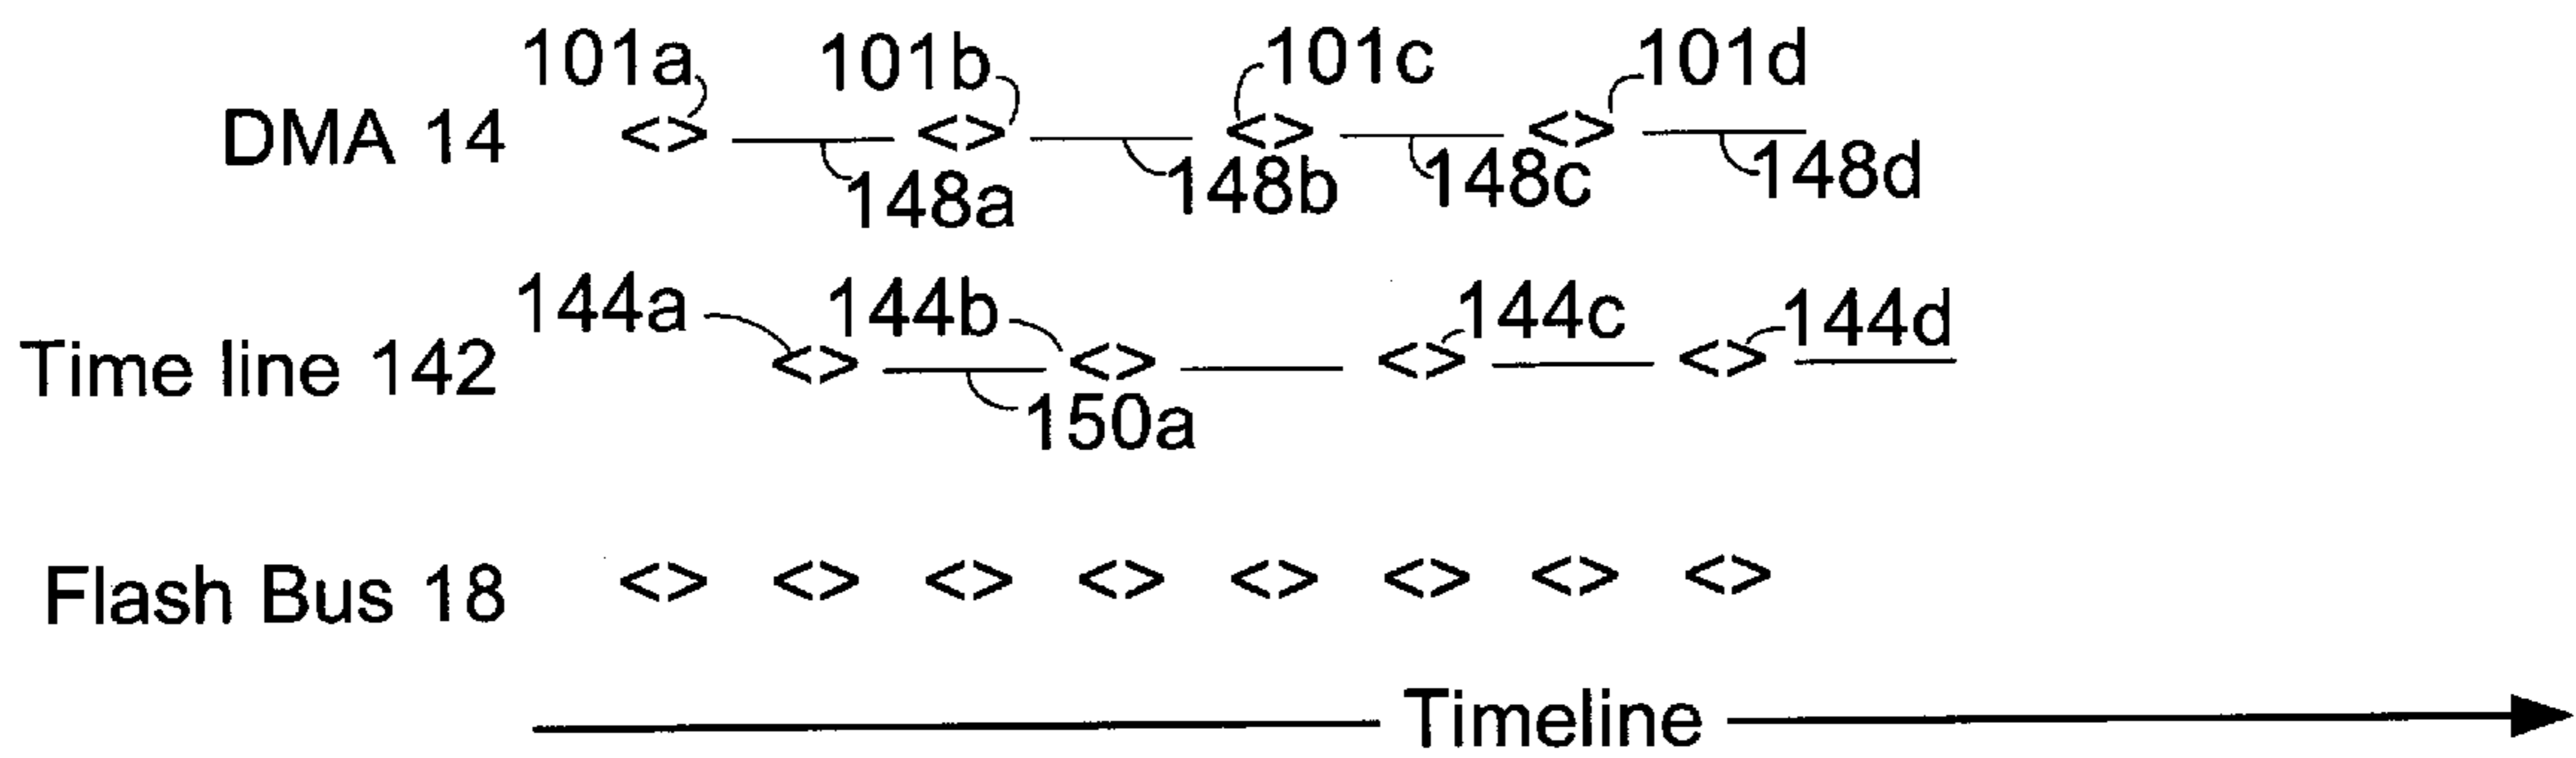 101a 101b 101c 101d
DMA 14 <> <> <> <>
148a 148b 148c 148d
144a 144b 144c 144d
Time line 142 <> <> <> <>
150a
Flash Bus 18 <> <> <> <> <> <> <> <>
Timeline